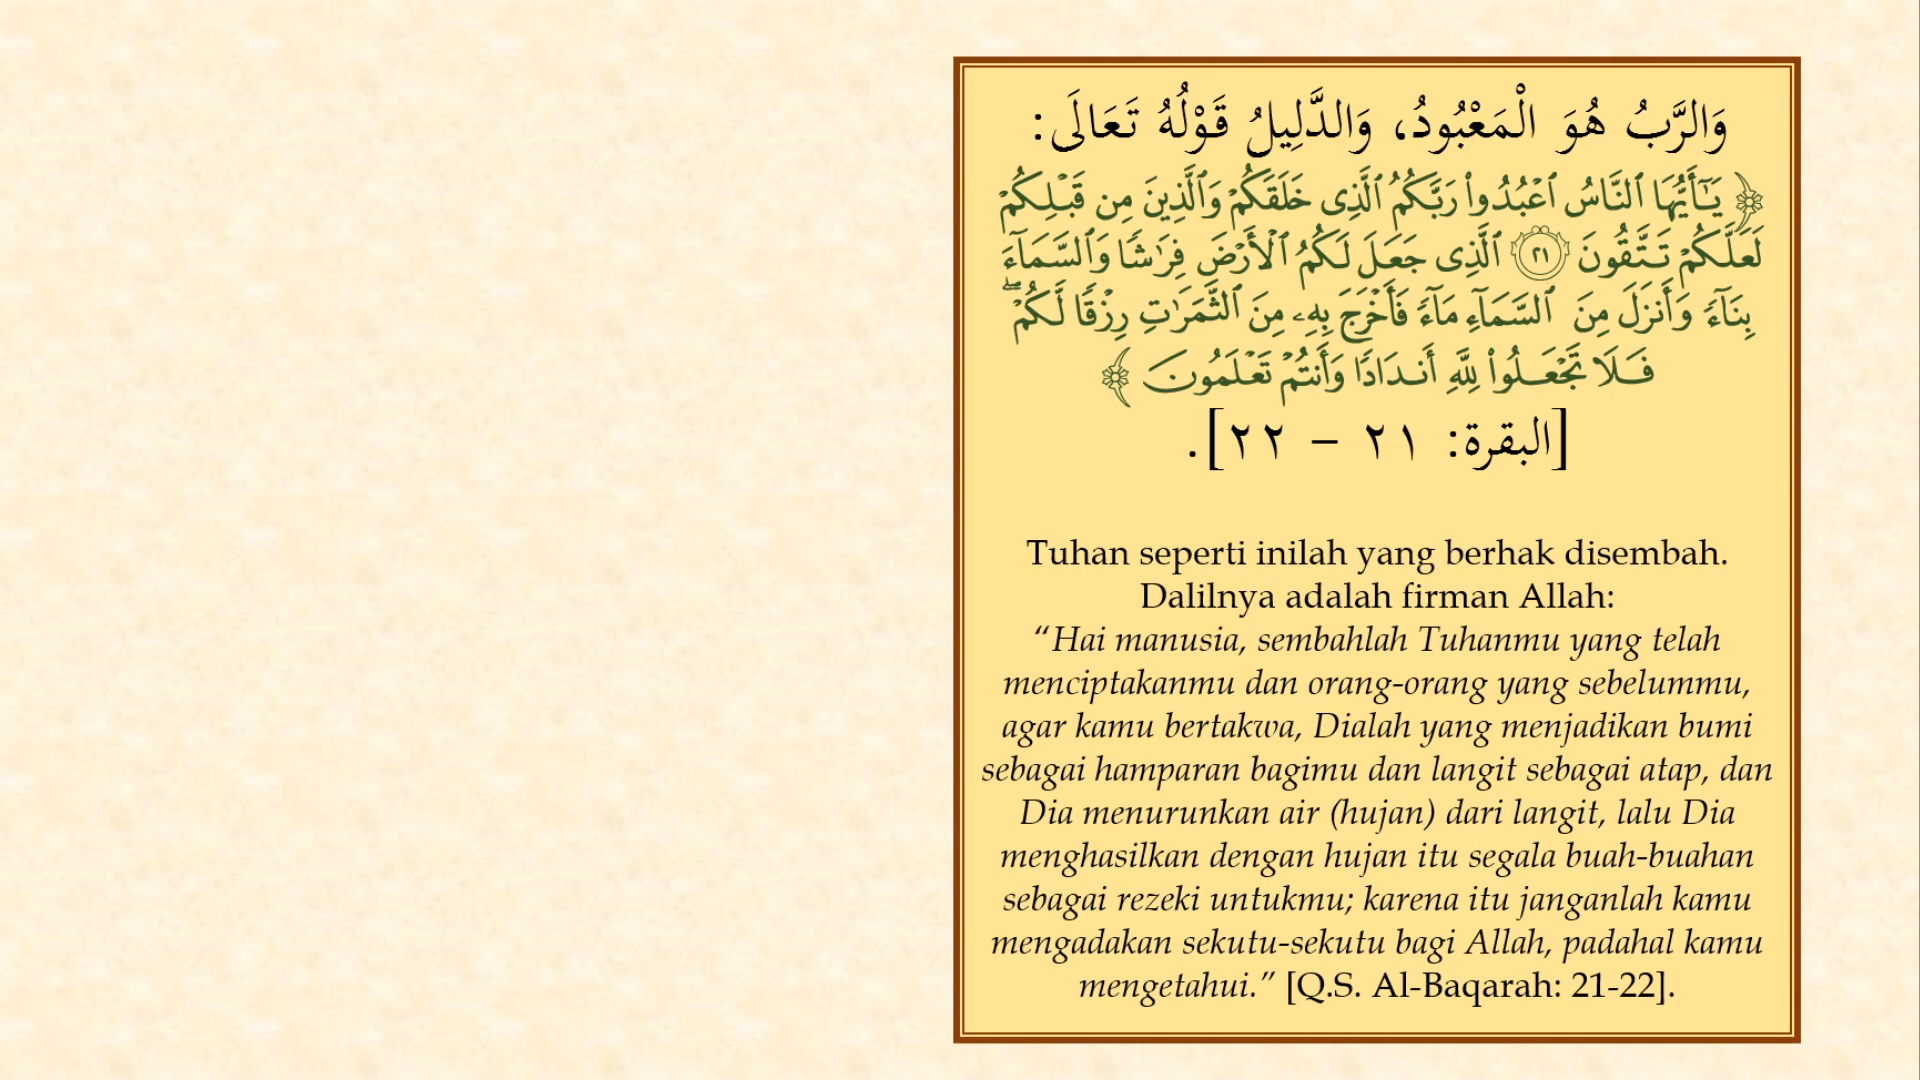 وَالرَّبُّ هُوَ الْمَعْبُودُ، وَالدَّلِيلُ قَوْلُهُ تَعَالَى:
﴿ يَـٰٓأَيُّهَا ٱلنَّاسُ ٱعْبُدُوا۟ رَبَّكُمُ ٱلَّذِى خَلَقَكُمْ وَٱلَّذِينَ مِن قَبْلِكُمْ
لَعَلَّكُمْ تَتَّقُونَ ٢١ ٱلَّذِى جَعَلَ لَكُمُ ٱلْأَرْضَ فِرَٰشًا وَٱلسَّمَآءَ
بِنَآءً وَأَنزَلَ مِنَ ٱلسَّمَآءِ مَآءً فَأَخْرَجَ بِهِۦ مِنَ ٱلثَّمَرَٰتِ رِزْقًا لَّكُمْ ۖ
فَلَا تَجْعَلُوا۟ لِلَّهِ أَندَادًا وَأَنتُمْ تَعْلَمُونَ ﴾
[البقرة: ٢١ – ٢٢].
Tuhan seperti inilah yang berhak disembah.
Dalilnya adalah firman Allah:
“Hai manusia, sembahlah Tuhanmu yang telah
menciptakanmu dan orang-orang yang sebelummu,
agar kamu bertakwa, Dialah yang menjadikan bumi
sebagai hamparan bagimu dan langit sebagai atap, dan
Dia menurunkan air (hujan) dari langit, lalu Dia
menghasilkan dengan hujan itu segala buah-buahan
sebagai rezeki untukmu; karena itu janganlah kamu
mengadakan sekutu-sekutu bagi Allah, padahal kamu
mengetahui.” [Q.S. Al-Baqarah: 21-22].